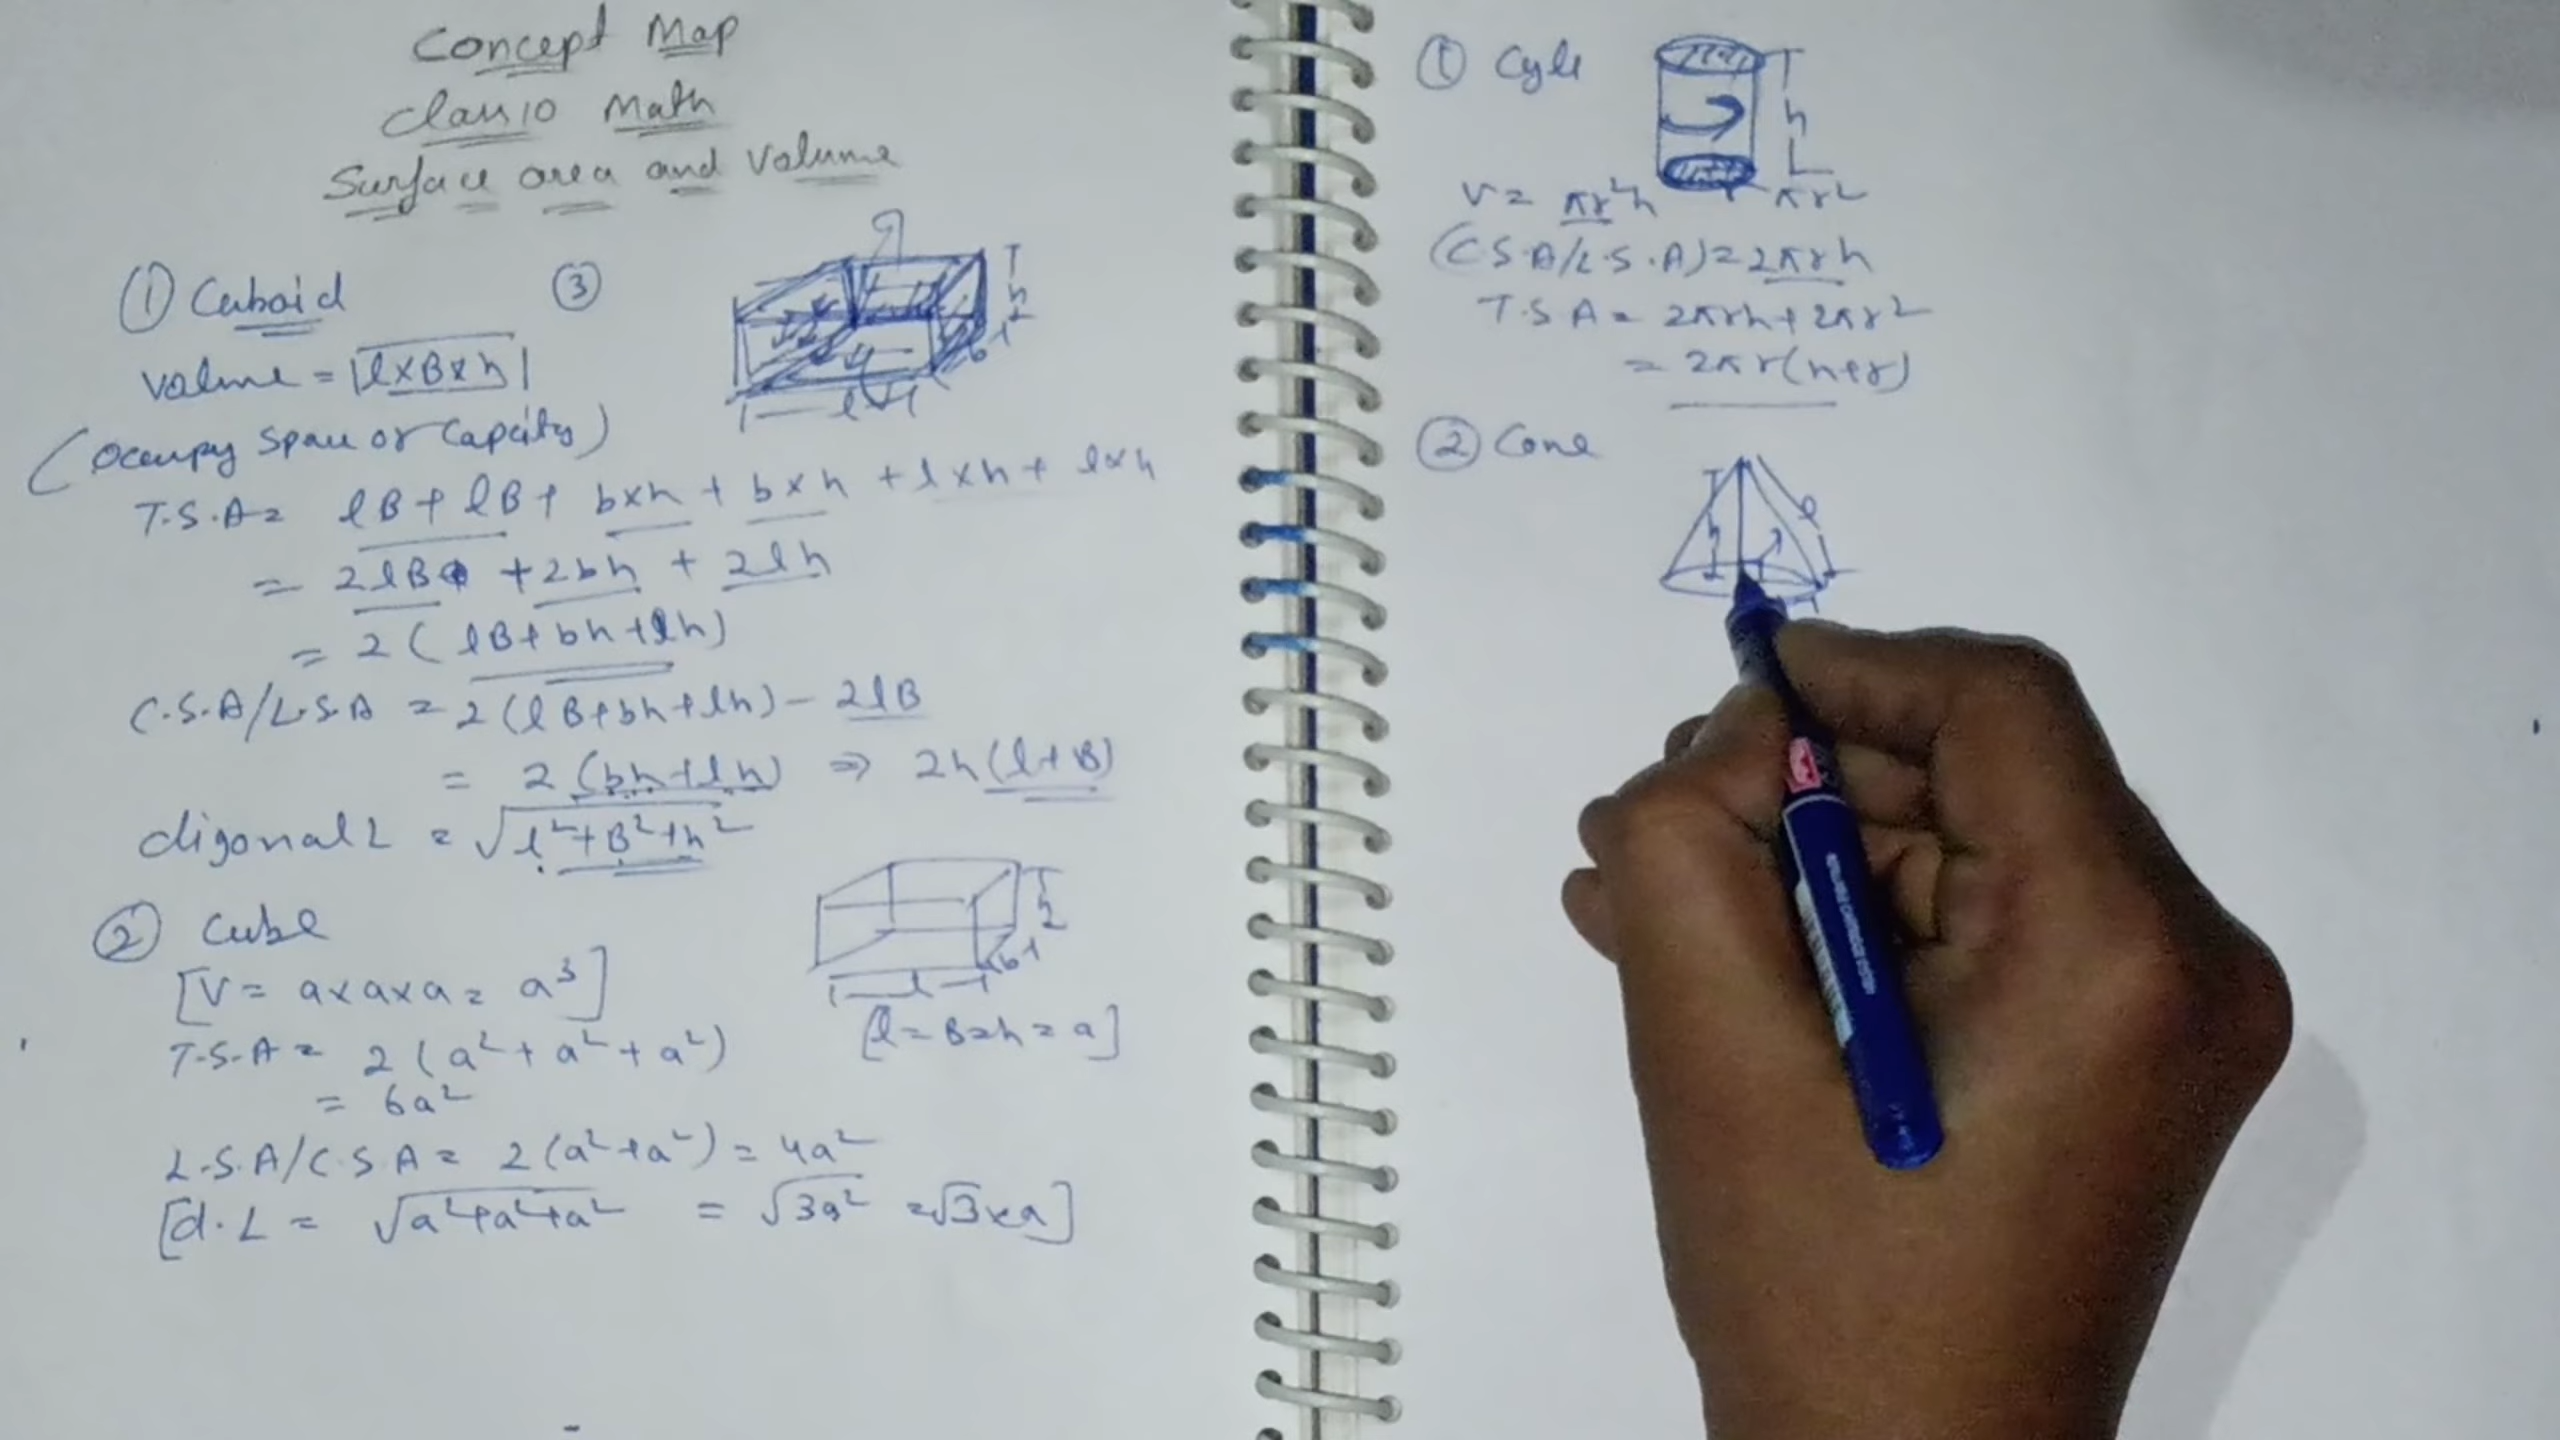 Concept Map
Class 10 Math
Surface area and Volume
① Cuboid ③
Volume = |l×B×h|
(Occupy Space or Capcity)
T.S.A = lB + lB + b×h + b×h + l×h + l×h
= 2lB + 2bh + 2lh
= 2(lB+bh+lh)
C.S.A/L.S.A = 2(lB+bh+lh) - 2lB
= 2(bh+lh) ⇒ 2h(l+B)
digonal L = √l²+B²+h²
h
b
l
② Cube
[V = a×a×a = a³]
T.S.A = 2(a²+a²+a²)
= 6a²
L.S.A/C.S.A = 2(a²+a²) = 4a²
[d.L = √a²+a²+a² = √3a² = √3×a]
h
b
l
[l=B=h=a]
① Cyle
h
r
πr²
V = πr²h
(C.S.A/L.S.A) = 2πrh
T.S.A = 2πrh+2πr²
= 2πr(h+r)
② Cone
h
l